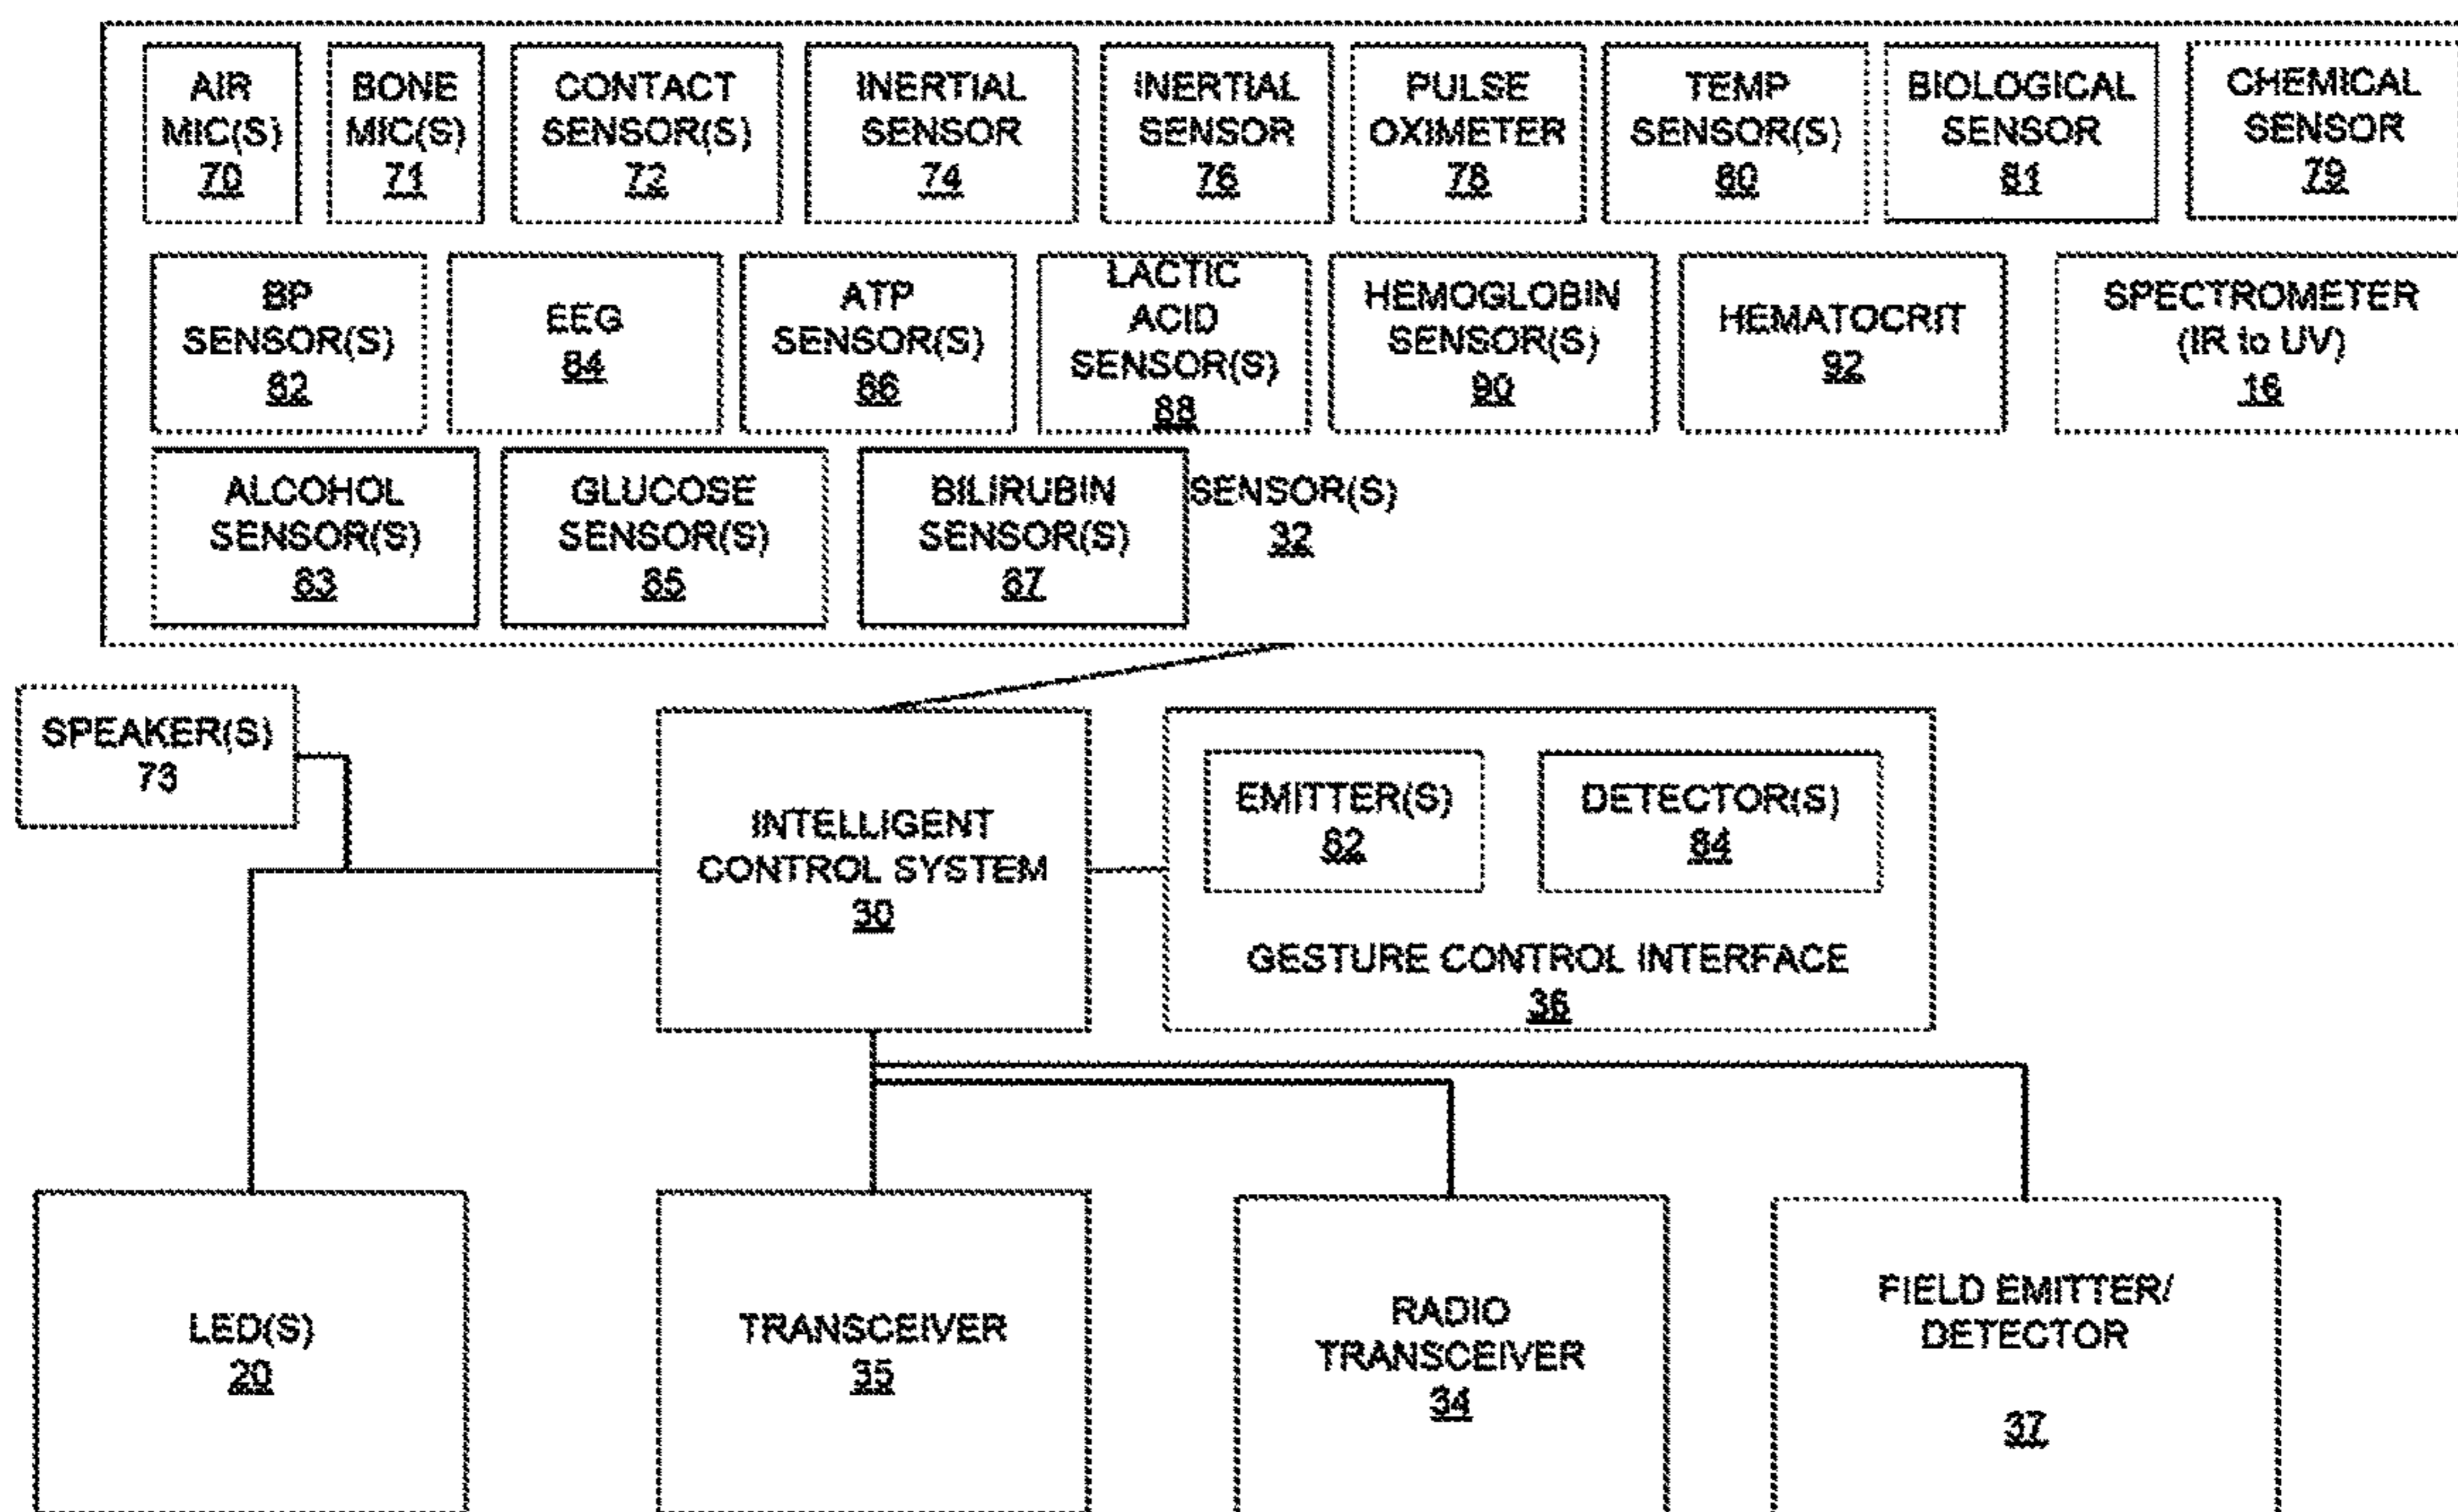 AIR
MIC(S)
70
BONE
MIC(S)
71
CONTACT
SENSOR(S)
72
INERTIAL
SENSOR
74
INERTIAL
SENSOR
76
PULSE
OXIMETER
78
TEMP
SENSOR(S)
80
BIOLOGICAL
SENSOR
81
CHEMICAL
SENSOR
79
BP
SENSOR(S)
82
EEG
84
ATP
SENSOR(S)
86
LACTIC
ACID
SENSOR(S)
88
HEMOGLOBIN
SENSOR(S)
90
HEMATOCRIT
92
SPECTROMETER
(IR to UV)
16
ALCOHOL
SENSOR(S)
83
GLUCOSE
SENSOR(S)
85
BILIRUBIN
SENSOR(S)
87
SENSOR(S)
32
SPEAKER(S)
73
INTELLIGENT
CONTROL SYSTEM
30
EMITTER(S)
82
DETECTOR(S)
84
GESTURE CONTROL INTERFACE
36
LED(S)
20
TRANSCEIVER
35
RADIO
TRANSCEIVER
34
FIELD EMITTER/
DETECTOR
37